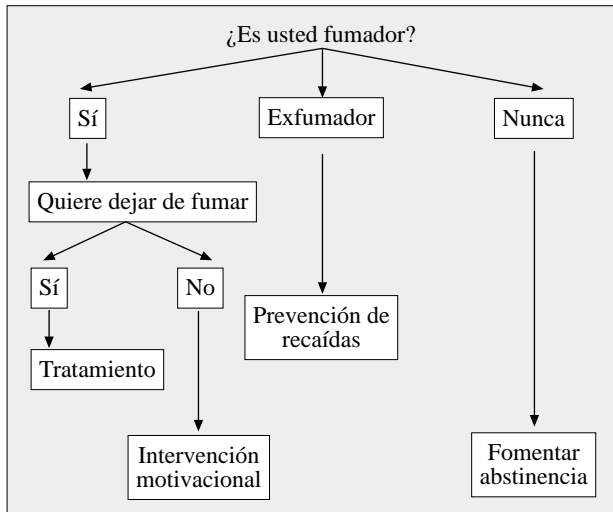 ¿Es usted fumador?
Sí
Exfumador
Nunca
Quiere dejar de fumar
Sí
No
Prevención de
recaídas
Tratamiento
Intervención
motivacional
Fomentar
abstinencia